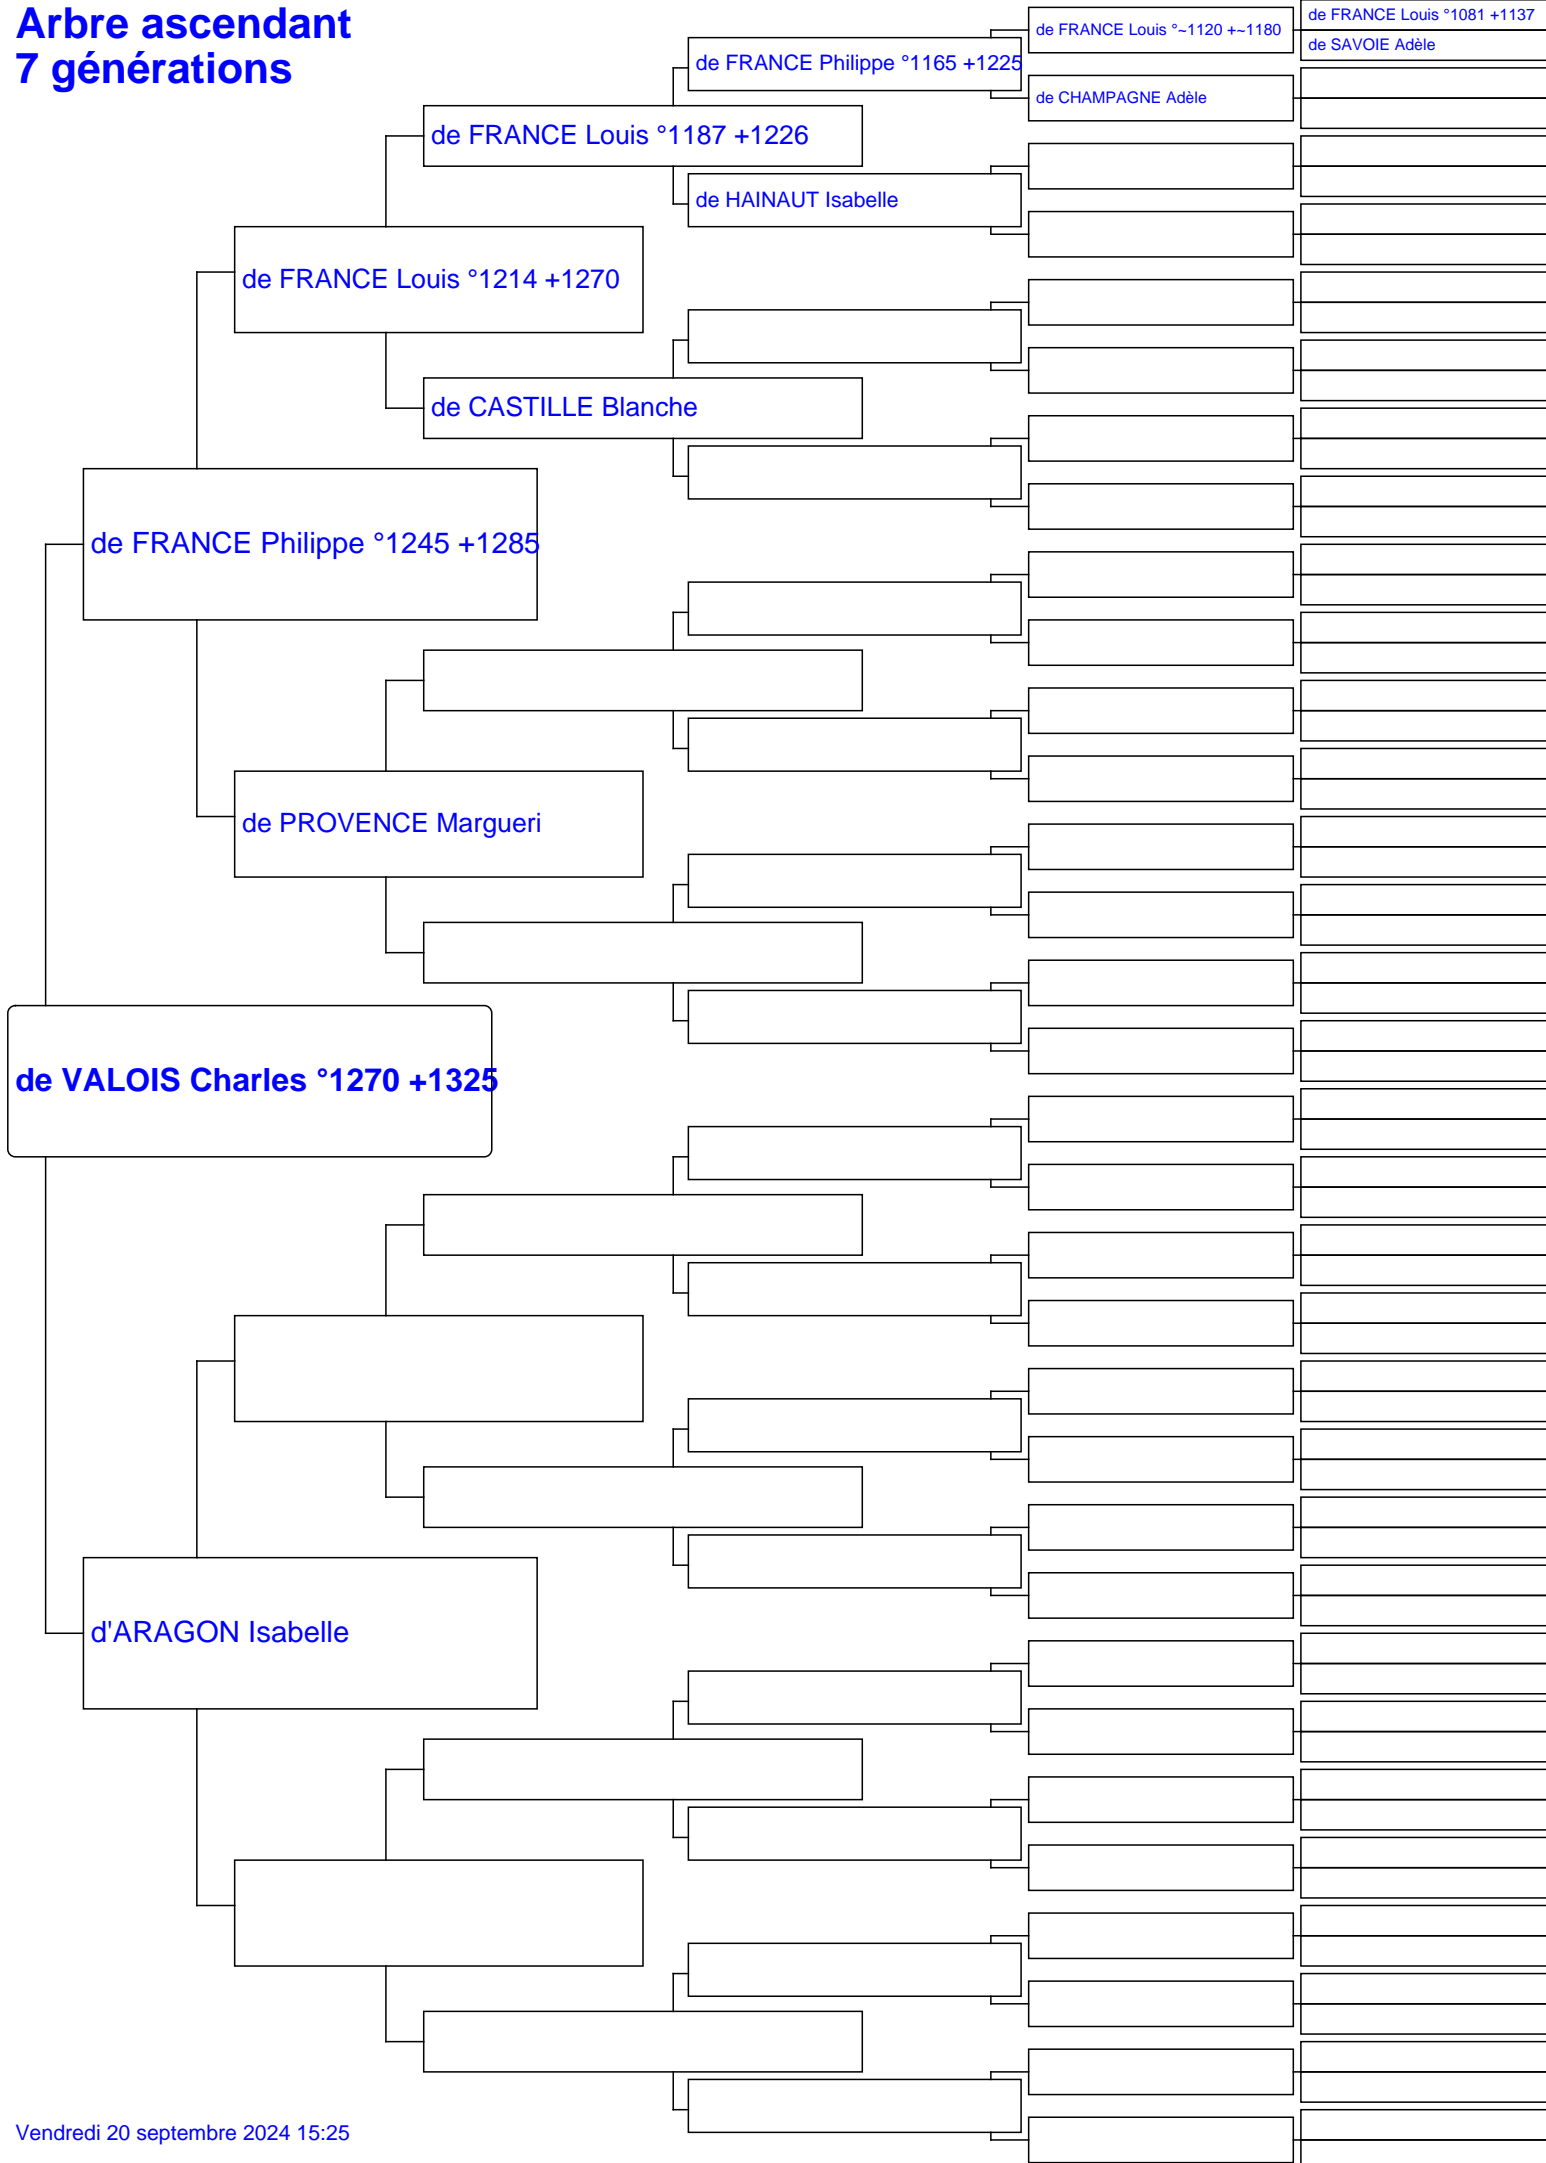 Arbre ascendant
7 générations
de FRANCE Louis °1081 +1137
de FRANCE Louis °~1120 +~1180
de SAVOIE Adèle
de FRANCE Philippe °1165 +1225
de CHAMPAGNE Adèle
de FRANCE Louis °1187 +1226
de HAINAUT Isabelle
de FRANCE Louis °1214 +1270
de CASTILLE Blanche
de FRANCE Philippe °1245 +1285
de PROVENCE Margueri
de VALOIS Charles °1270 +1325
d'ARAGON Isabelle
Vendredi 20 septembre 2024 15:25